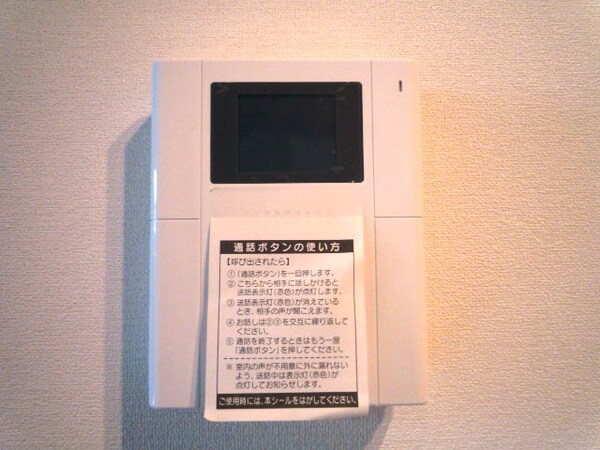 通話ボタンの使い方
【呼び出されたら】
①「通話ボタン」を一回押します。
②こちらから相手に話しかけると
送話表示灯(赤色)が点灯します。
③送話表示灯(赤色)が消えている
とき、相手の声が聞こえます。
④お話しは②③を交互に繰り返して
ください。
⑤通話を終了するときはもう一度
「通話ボタン」を押してください。
※室内の声が不用意に外に漏れない
よう、送話中は表示灯(赤色)が
点灯してお知らせします。
ご使用時には、本シールをはがしてください。